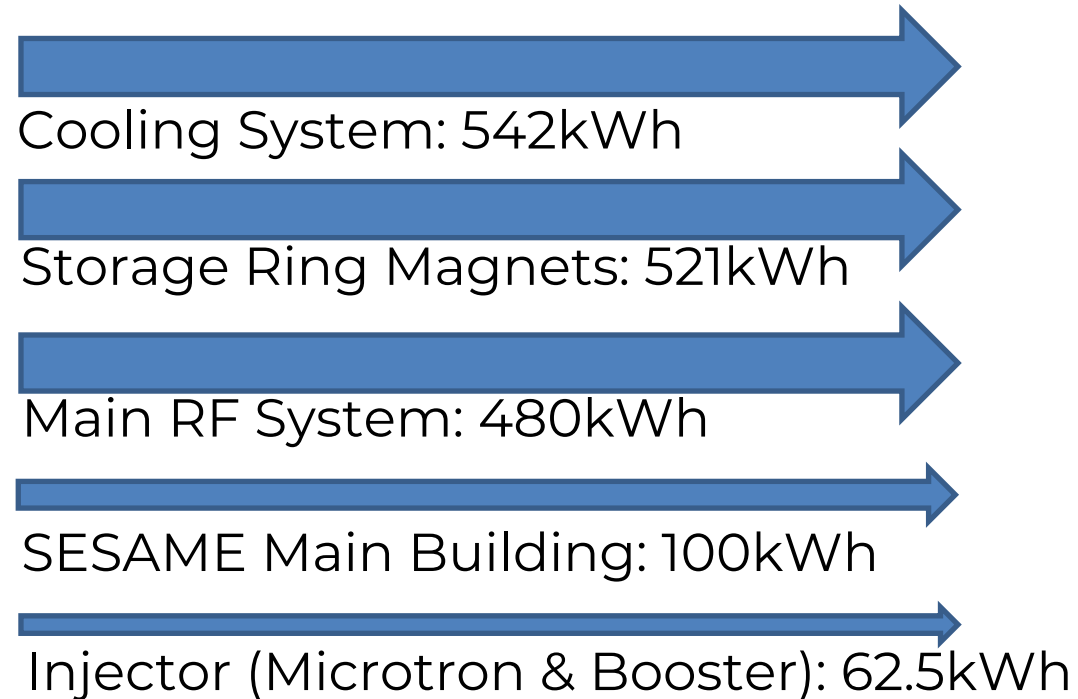 Cooling System: 542kWh
Storage Ring Magnets: 521kWh
Main RF System: 480kWh
SESAME Main Building: 100kWh
Injector (Microtron & Booster): 62.5kWh